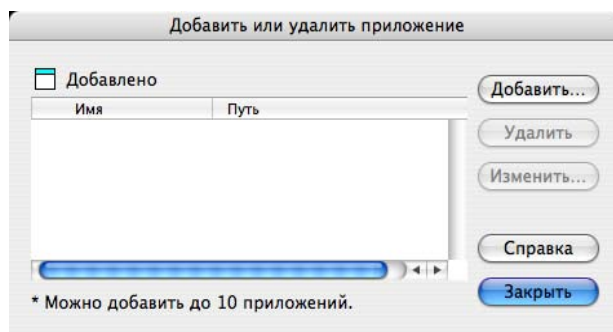 Добавить или удалить приложение
Добавлено
Имя Путь
Добавить...
Удалить
Изменить...
Справка
Закрыть
* Можно добавить до 10 приложений.